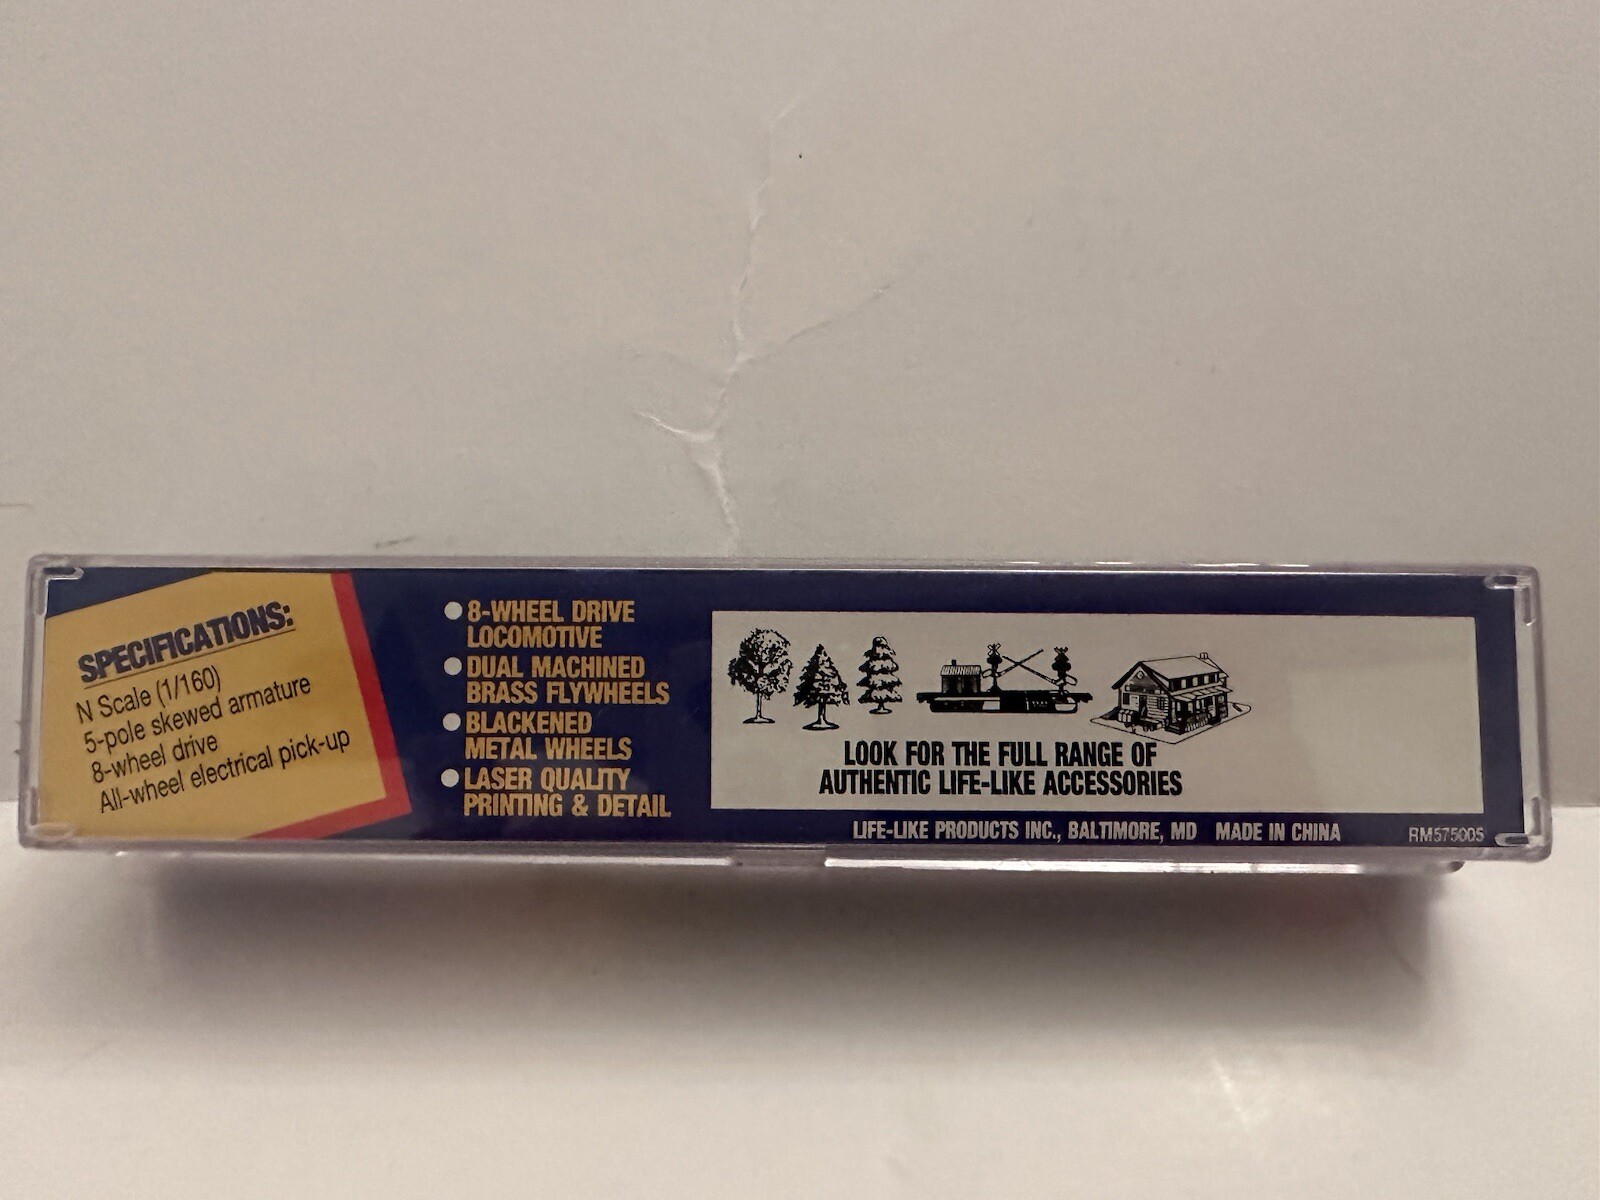 SPECIFICATIONS:
N Scale (1/160)
5-pole skewed armature
8-wheel drive
All-wheel electrical pick-up
8-WHEEL DRIVE
LOCOMOTIVE
DUAL MACHINED
BRASS FLYWHEELS
BLACKENED
METAL WHEELS
LASER QUALITY
PRINTING & DETAIL
LOOK FOR THE FULL RANGE OF
AUTHENTIC LIFE-LIKE ACCESSORIES
LIFE-LIKE PRODUCTS INC., BALTIMORE, MD MADE IN CHINA
RM575005